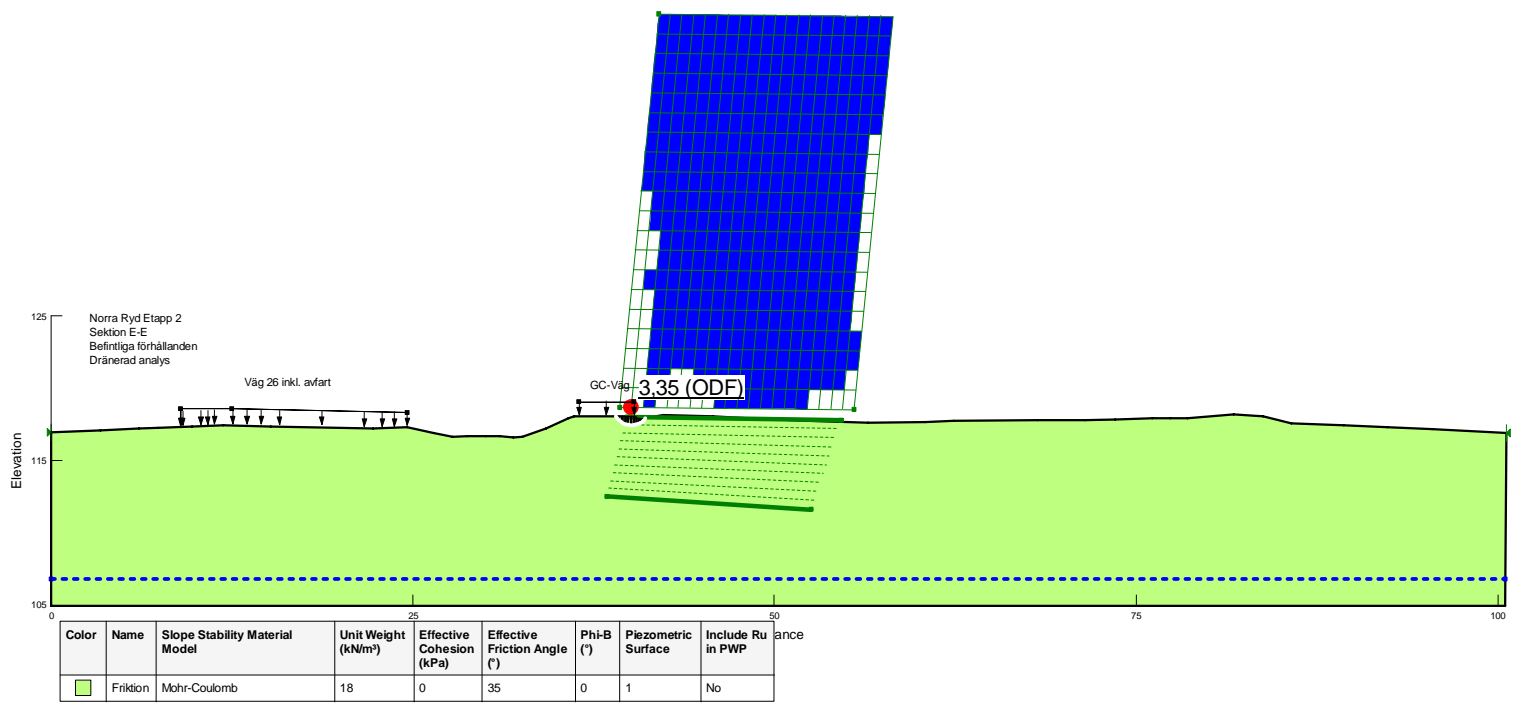 125
Norra Ryd Etapp 2
Sektion E-E
Befintliga förhållanden
Dränerad analys
Väg 26 inkl. avfart
GC-Väg
3,35 (ODF)
Elevation
115
105
0 25 50 75 100
ance
Color Name Slope Stability Material Model Unit Weight (kN/m³) Effective Cohesion (kPa) Effective Friction Angle (°) Phi-B (°) Piezometric Surface Include Ru in PWP
Friktion Mohr-Coulomb 18 0 35 0 1 No